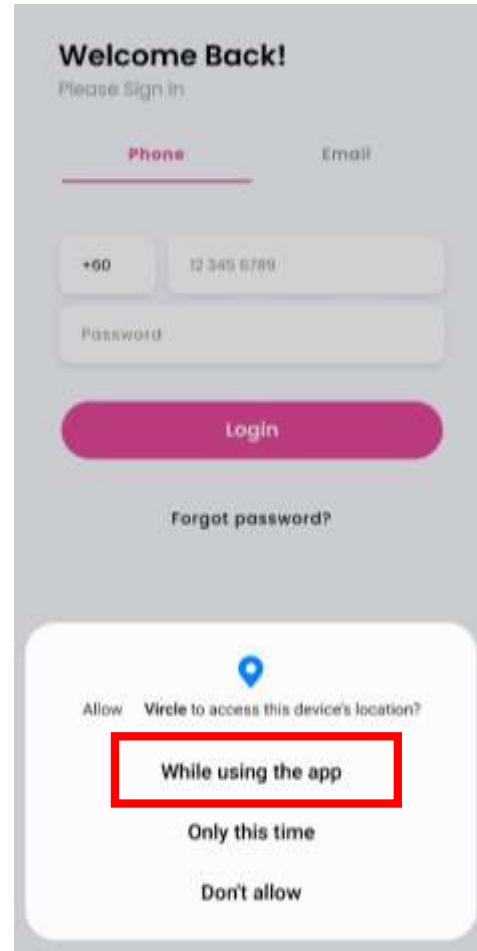 Welcome Back!
Please Sign In
Phone Email
+60 12 345 6789
Password
Login
Forgot password?
Allow Vircle to access this device's location?
While using the app
Only this time
Don't allow